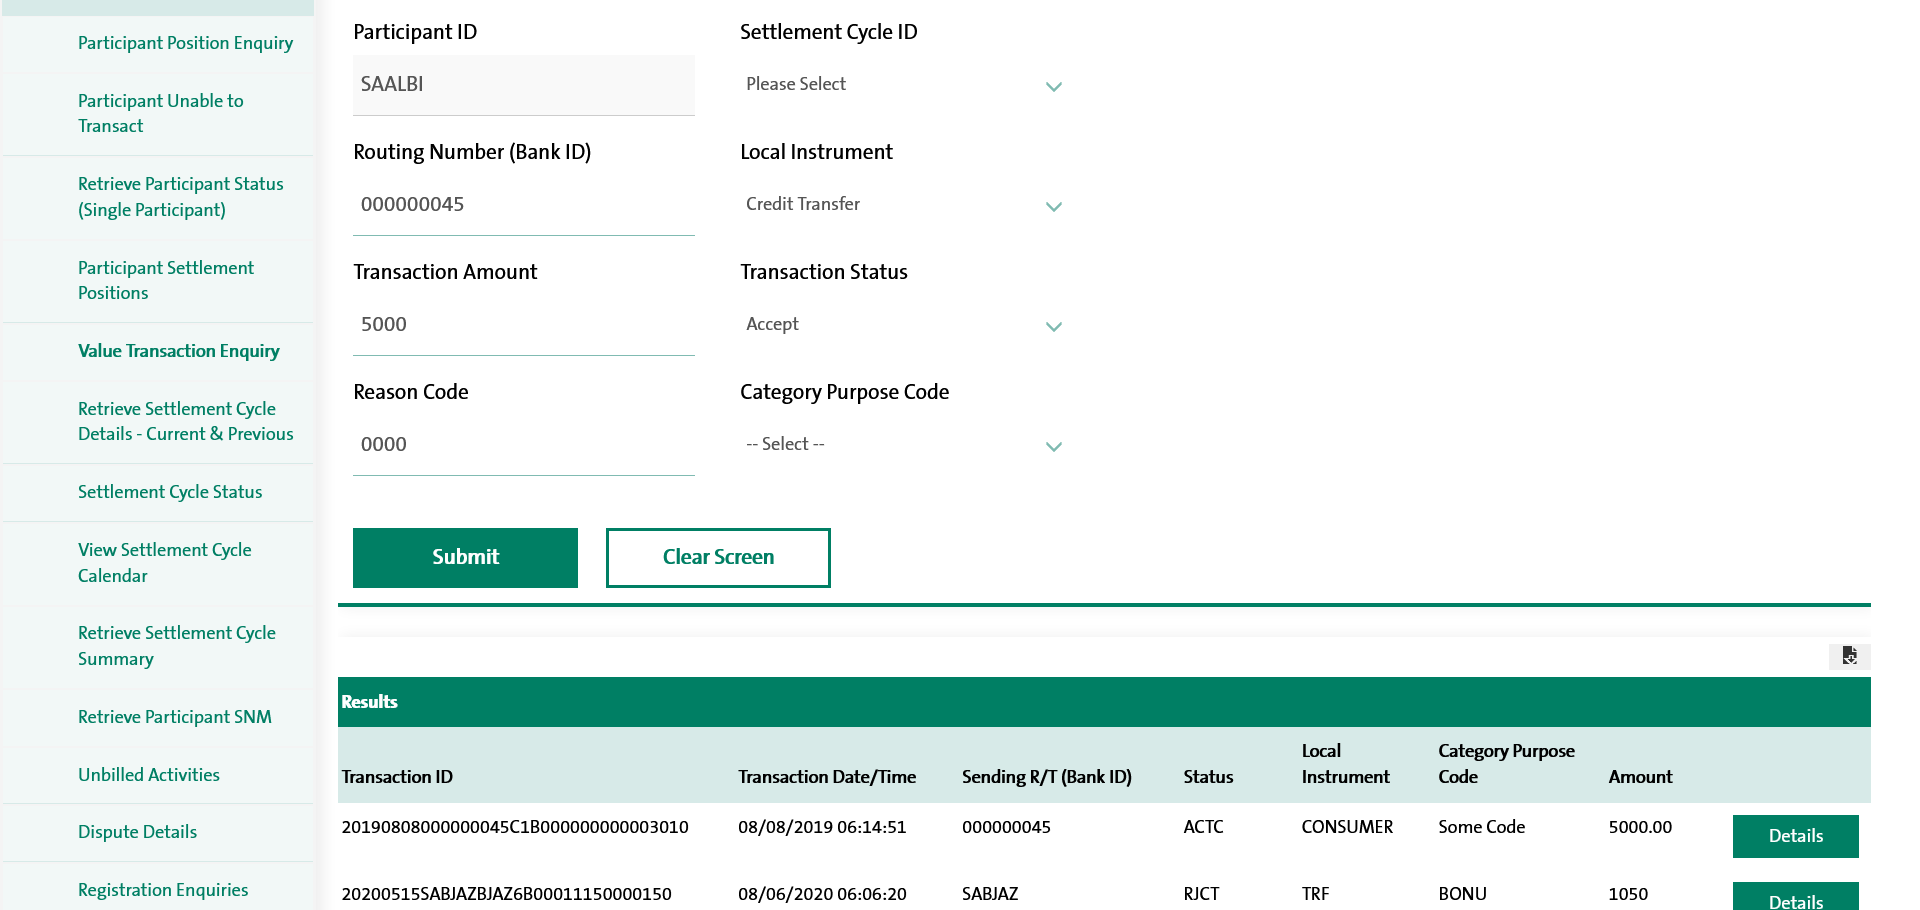 Participant Position Enquiry
Participant Unable to
Transact
Retrieve Participant Status
(Single Participant)
Participant Settlement
Positions
Value Transaction Enquiry
Retrieve Settlement Cycle
Details - Current & Previous
Settlement Cycle Status
View Settlement Cycle
Calendar
Retrieve Settlement Cycle
Summary
Retrieve Participant SNM
Unbilled Activities
Dispute Details
Registration Enquiries
Participant ID
SAALBI
Settlement Cycle ID
Please Select
Routing Number (Bank ID)
000000045
Local Instrument
Credit Transfer
Transaction Amount
5000
Transaction Status
Accept
Reason Code
0000
Category Purpose Code
-- Select --
Submit
Clear Screen
Results
Transaction ID Transaction Date/Time Sending R/T (Bank ID) Status Local Instrument Category Purpose Code Amount
20190808000000045C1B000000000003010 08/08/2019 06:14:51 000000045 ACTC CONSUMER Some Code 5000.00 Details
20200515SABJAZBJAZ6B00011150000150 08/06/2020 06:06:20 SABJAZ RJCT TRF BONU 1050 Details